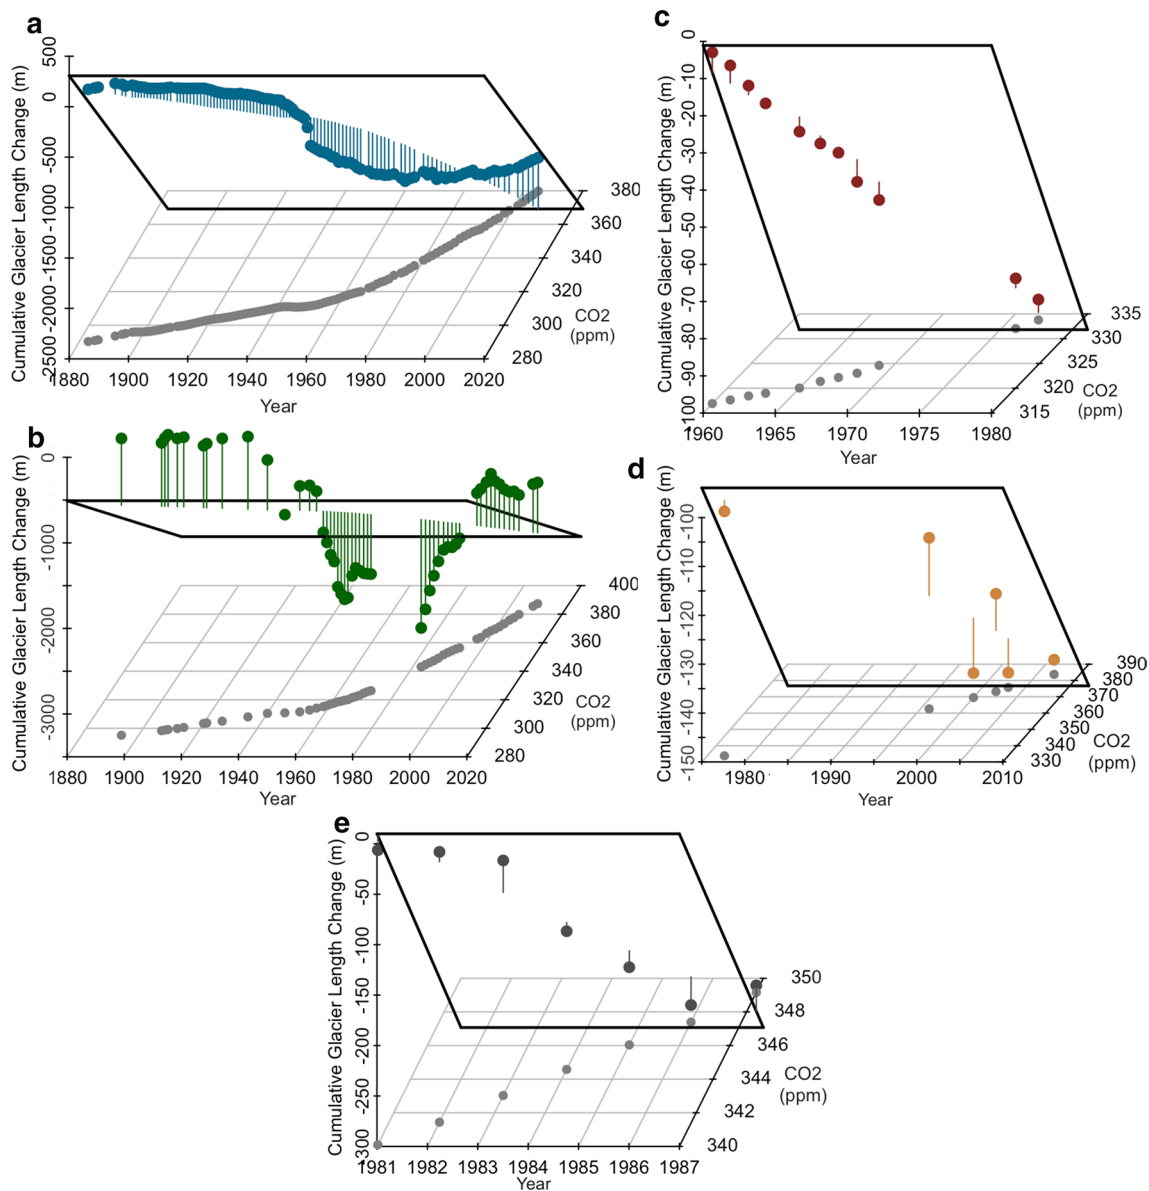 a
Cumulative Glacier Length Change (m)
500
0
-500
-1000
-1500
-2000
-2500
380
360
340
320
300
280
CO2
(ppm)
1880 1900 1920 1940 1960 1980 2000 2020
Year
c
Cumulative Glacier Length Change (m)
0
-10
-20
-30
-40
-50
-60
-70
-80
-90
-100
335
330
325
320
315
CO2
(ppm)
1960 1965 1970 1975 1980
Year
b
Cumulative Glacier Length Change (m)
0
-1000
-2000
-3000
400
380
360
340
320
300
280
CO2
(ppm)
1880 1900 1920 1940 1960 1980 2000 2020
Year
d
Cumulative Glacier Length Change (m)
-100
-110
-120
-130
-140
-150
390
380
370
360
350
340
330
CO2
(ppm)
1980 1990 2000 2010
Year
e
Cumulative Glacier Length Change (m)
0
-50
-100
-150
-200
-250
-300
350
348
346
344
342
340
CO2
(ppm)
1981 1982 1983 1984 1985 1986 1987
Year